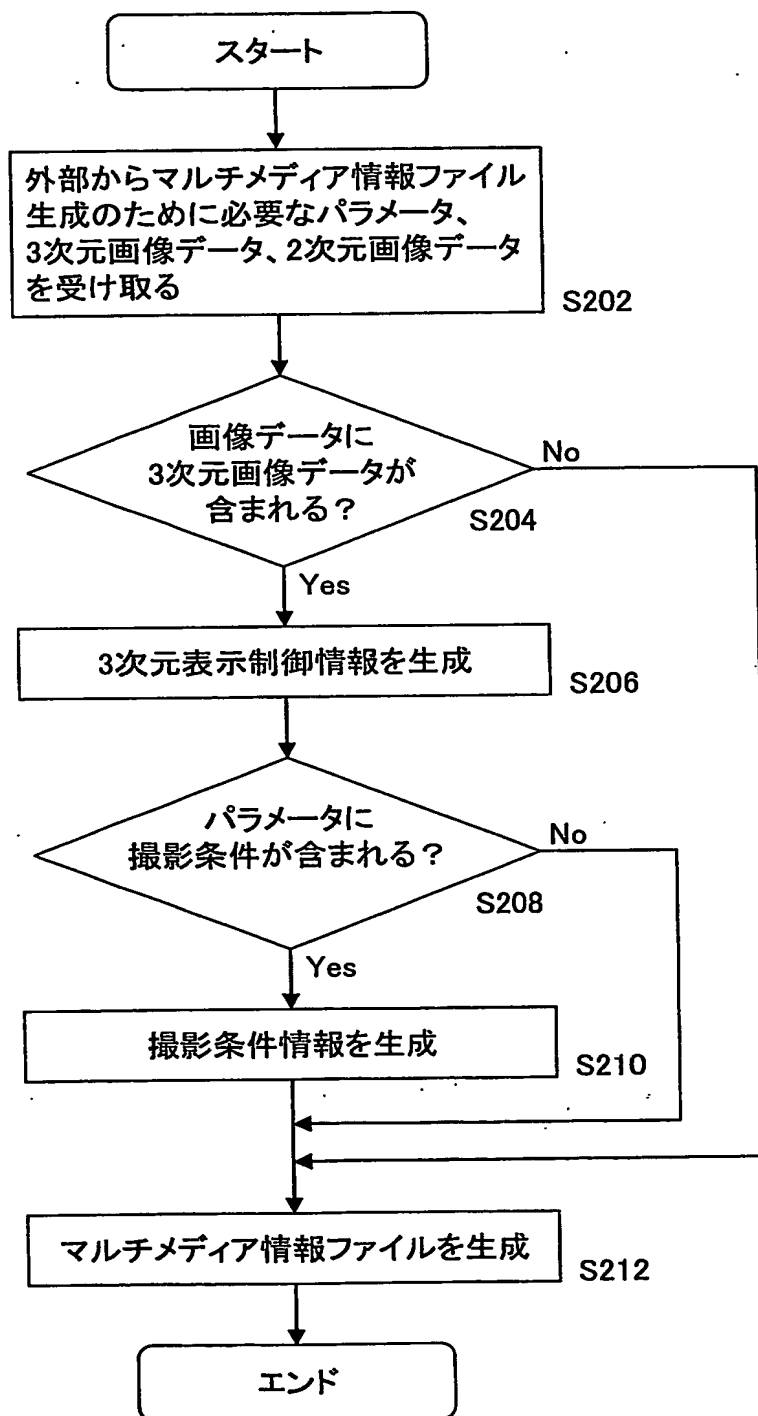 スタート
外部からマルチメディア情報ファイル
生成のために必要なパラメータ、
3次元画像データ、2次元画像データ
を受け取る
S202
画像データに
3次元画像データが
含まれる?
No
S204
Yes
3次元表示制御情報を生成
S206
パラメータに
撮影条件が含まれる?
No
S208
Yes
撮影条件情報を生成
S210
マルチメディア情報ファイルを生成
S212
エンド